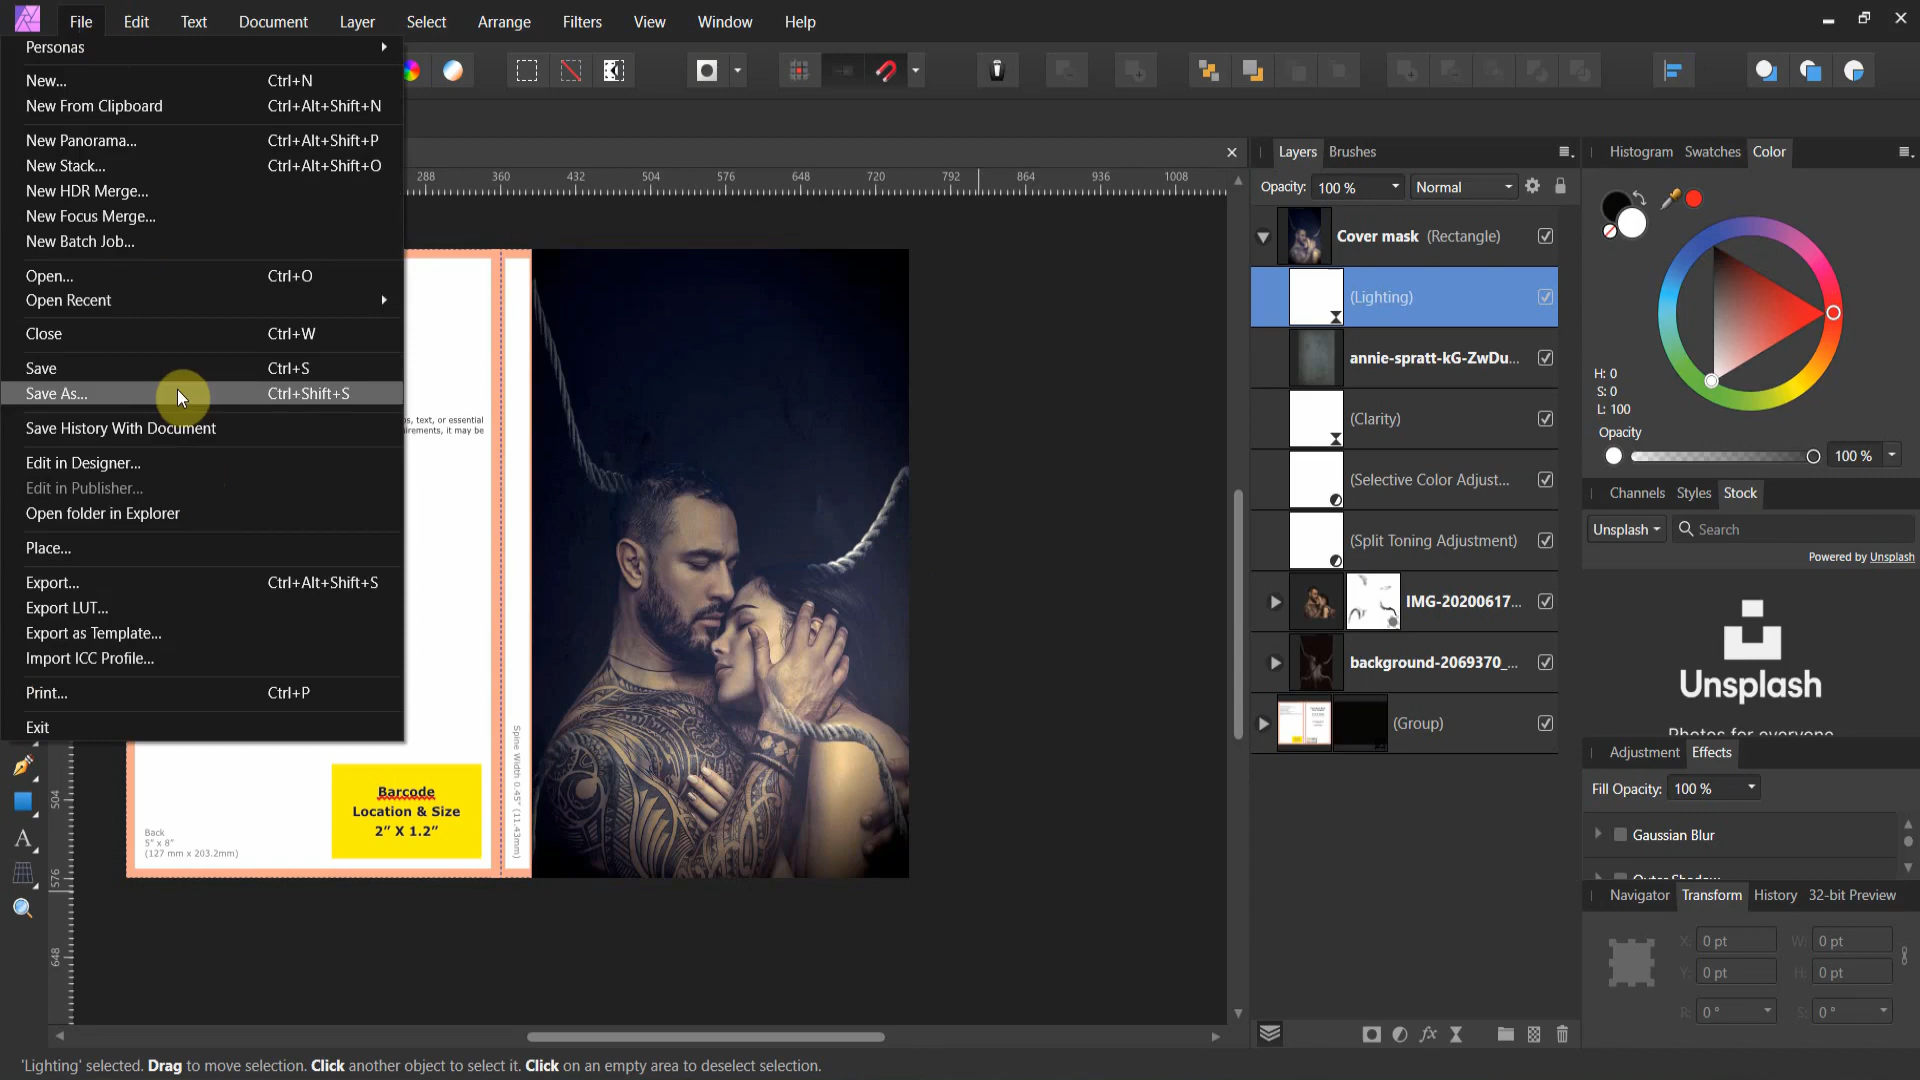 File Edit Text Document Layer Select Arrange Filters View Window Help
Personas
New... Ctrl+N
New From Clipboard Ctrl+Alt+Shift+N
New Panorama... Ctrl+Alt+Shift+P
New Stack... Ctrl+Alt+Shift+O
New HDR Merge...
New Focus Merge...
New Batch Job...
Open... Ctrl+O
Open Recent
Close Ctrl+W
Save Ctrl+S
Save As... Ctrl+Shift+S
Save History With Document
Edit in Designer...
Edit in Publisher...
Open folder in Explorer
Place...
Export... Ctrl+Alt+Shift+S
Export LUT...
Export as Template...
Import ICC Profile...
Print... Ctrl+P
Exit
288 360 432 504 576 648 720 792 864 936 1008
504
576
648
text, or essential
it may be
Barcode
Location & Size
2" X 1.2"
Back
5" x 8"
(127 mm x 203.2mm)
Spine Width 0.45" (11.43mm)
Layers Brushes
Opacity: 100 % Normal
Cover mask (Rectangle)
(Lighting)
annie-spratt-kG-ZwDu...
(Clarity)
(Selective Color Adjust...
(Split Toning Adjustment)
IMG-20200617...
background-2069370_...
(Group)
Histogram Swatches Color
H: 0
S: 0
L: 100
Opacity
100 %
Channels Styles Stock
Unsplash Search
Powered by Unsplash
Unsplash
Photos for everyone
Adjustment Effects
Fill Opacity: 100 %
Gaussian Blur
Outer Shadow
Navigator Transform History 32-bit Preview
X: 0 pt W: 0 pt
Y: 0 pt H: 0 pt
R: 0 ° S: 0 °
'Lighting' selected. Drag to move selection. Click another object to select it. Click on an empty area to deselect selection.